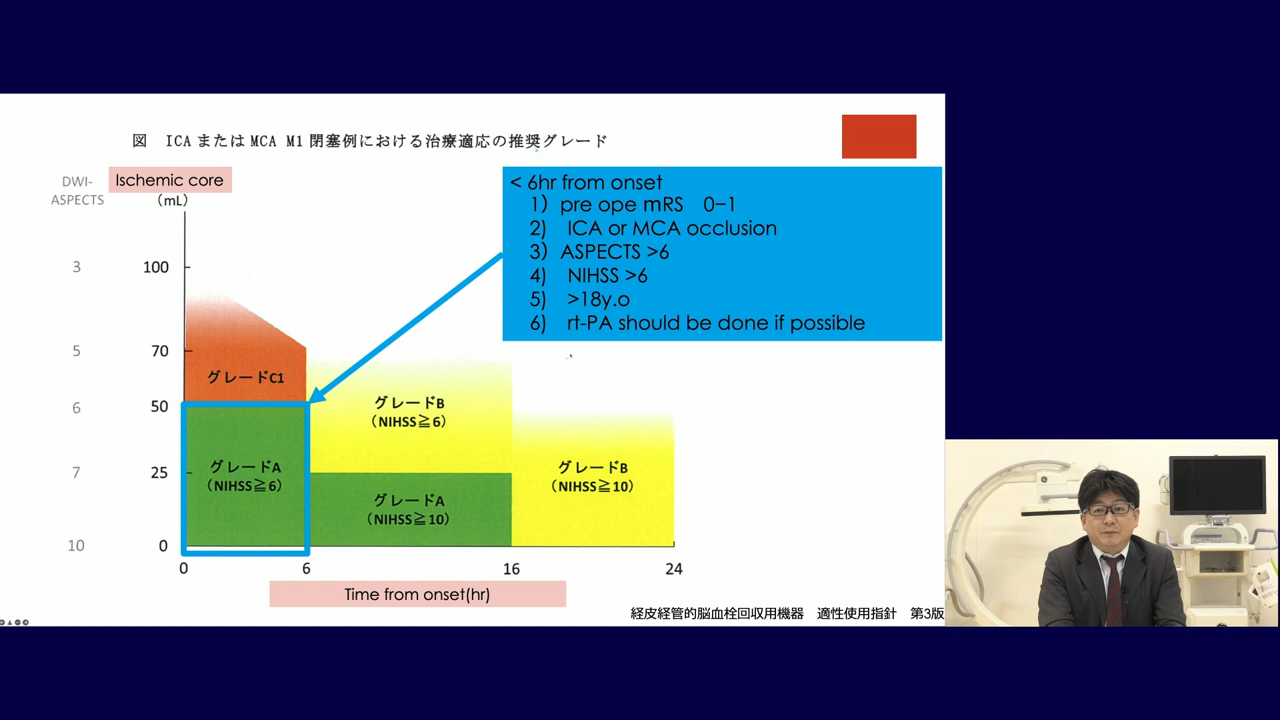 図　ICA または MCA M1 閉塞例における治療適応の推奨グレード
DWI-
ASPECTS
Ischemic core
(mL)
< 6hr from onset
1）pre ope mRS　0−1
2)　ICA or MCA occlusion
3）ASPECTS >6
4)　NIHSS >6
5)　>18y.o
6)　rt-PA should be done if possible
3
100
5
70
グレードC1
6
50
グレードB
（NIHSS≧6）
7
25
グレードA
（NIHSS≧6）
グレードA
（NIHSS≧10）
グレードB
（NIHSS≧10）
10
0
0
6
16
24
Time from onset(hr)
経皮経管的脳血栓回収用機器　適性使用指針　第3版